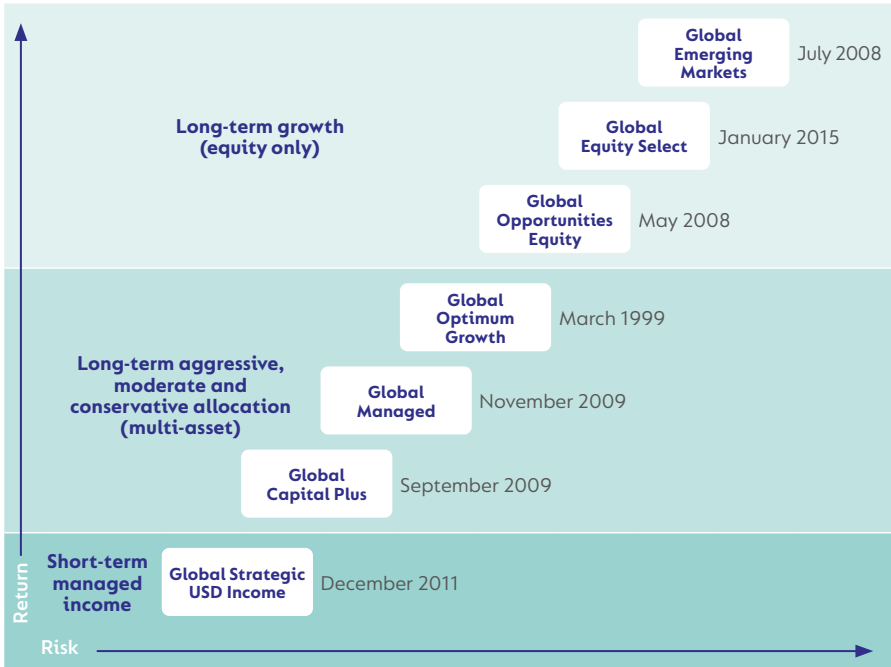 Global
Emerging
Markets
July 2008
Long-term growth
(equity only)
Global
Equity Select
January 2015
Global
Opportunities
Equity
May 2008
Global
Optimum
Growth
March 1999
Long-term aggressive,
moderate and
conservative allocation
(multi-asset)
Global
Managed
November 2009
Global
Capital Plus
September 2009
Short-term
managed
income
Global Strategic
USD Income
December 2011
Return
Risk